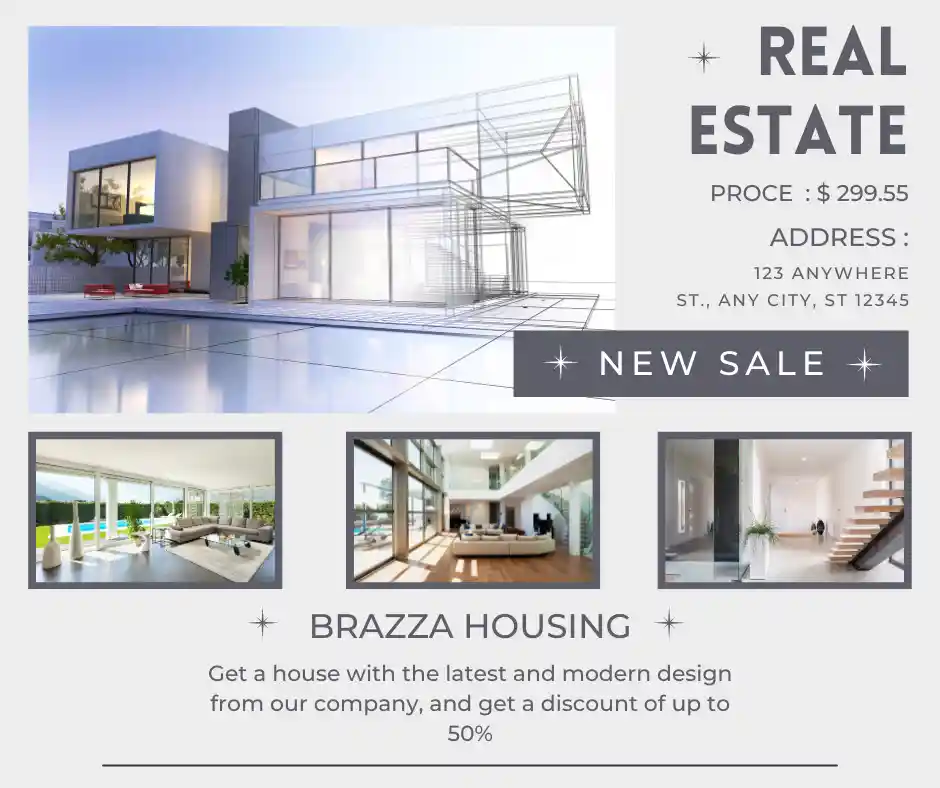 REAL
ESTATE
PROCE : $ 299.55
ADDRESS :
123 ANYWHERE
ST., ANY CITY, ST 12345
NEW SALE
BRAZZA HOUSING
Get a house with the latest and modern design
from our company, and get a discount of up to
50%